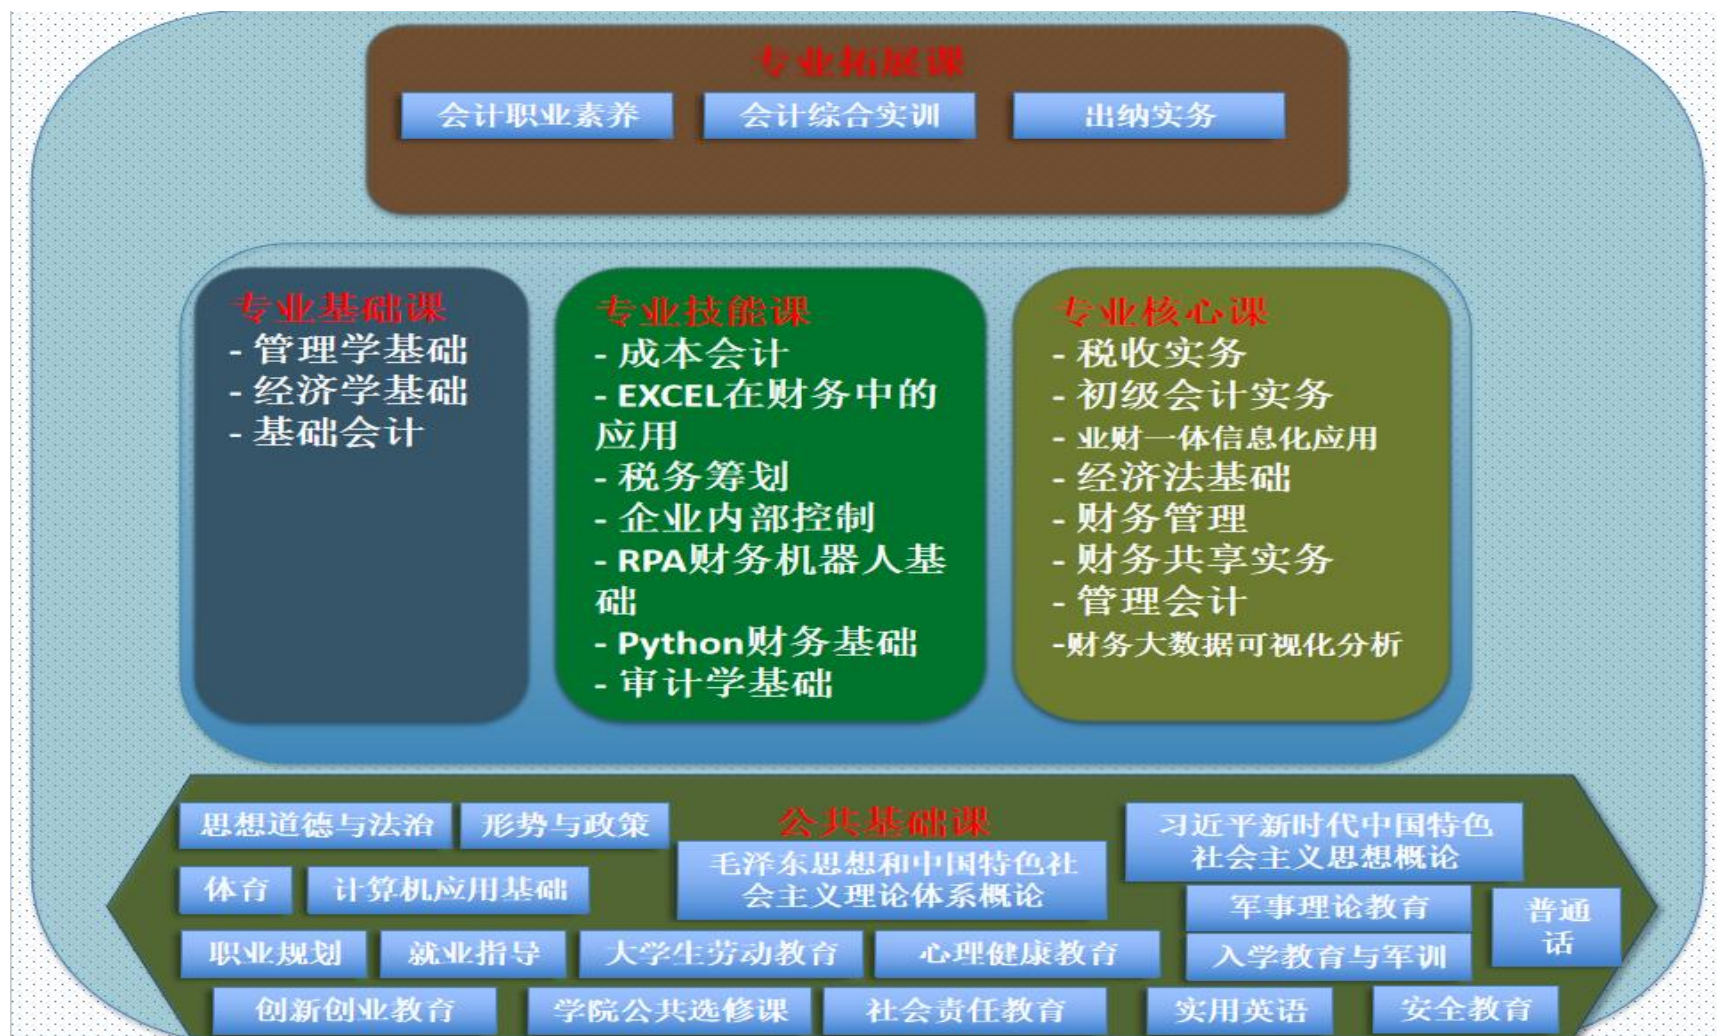 专业拓展课
会计职业素养
会计综合实训
出纳实务
专业基础课
- 管理学基础
- 经济学基础
- 基础会计
专业技能课
- 成本会计
- EXCEL在财务中的
应用
- 税务筹划
- 企业内部控制
- RPA财务机器人基
础
- Python财务基础
- 审计学基础
专业核心课
- 税收实务
- 初级会计实务
- 业财一体信息化应用
- 经济法基础
- 财务管理
- 财务共享实务
- 管理会计
-财务大数据可视化分析
公共基础课
思想道德与法治
形势与政策
毛泽东思想和中国特色社
会主义理论体系概论
习近平新时代中国特色
社会主义思想概论
体育
计算机应用基础
军事理论教育
普通
话
职业规划
就业指导
大学生劳动教育
心理健康教育
入学教育与军训
创新创业教育
学院公共选修课
社会责任教育
实用英语
安全教育